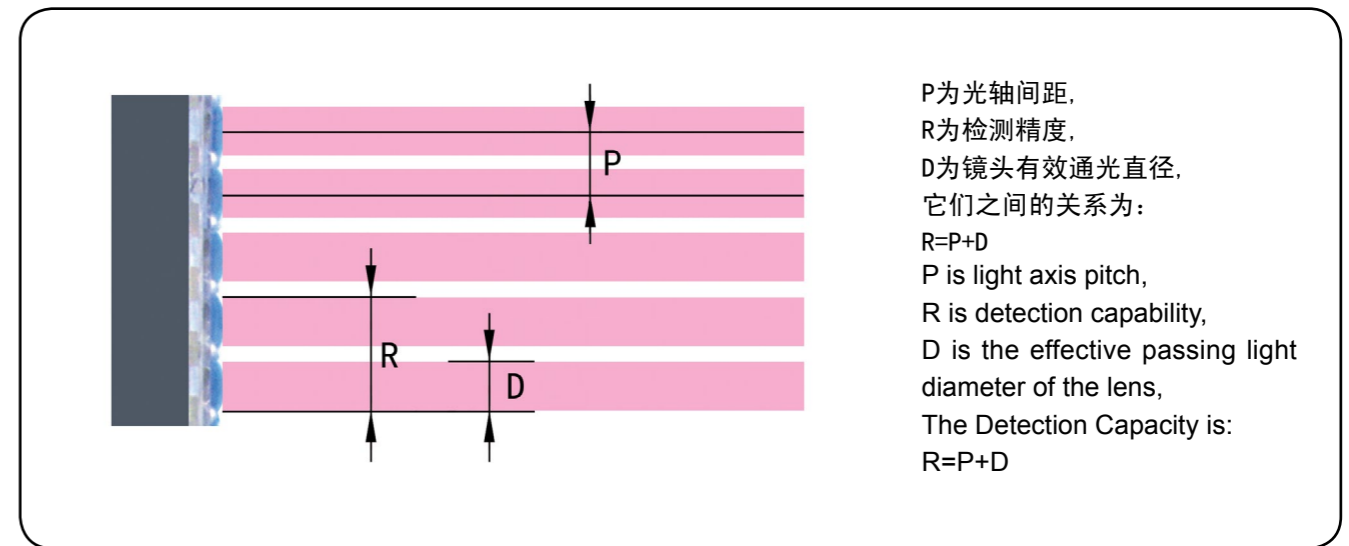 P
R
D
P为光轴间距,
R为检测精度,
D为镜头有效通光直径,
它们之间的关系为:
R=P+D
P is light axis pitch,
R is detection capability,
D is the effective passing light
diameter of the lens,
The Detection Capacity is:
R=P+D